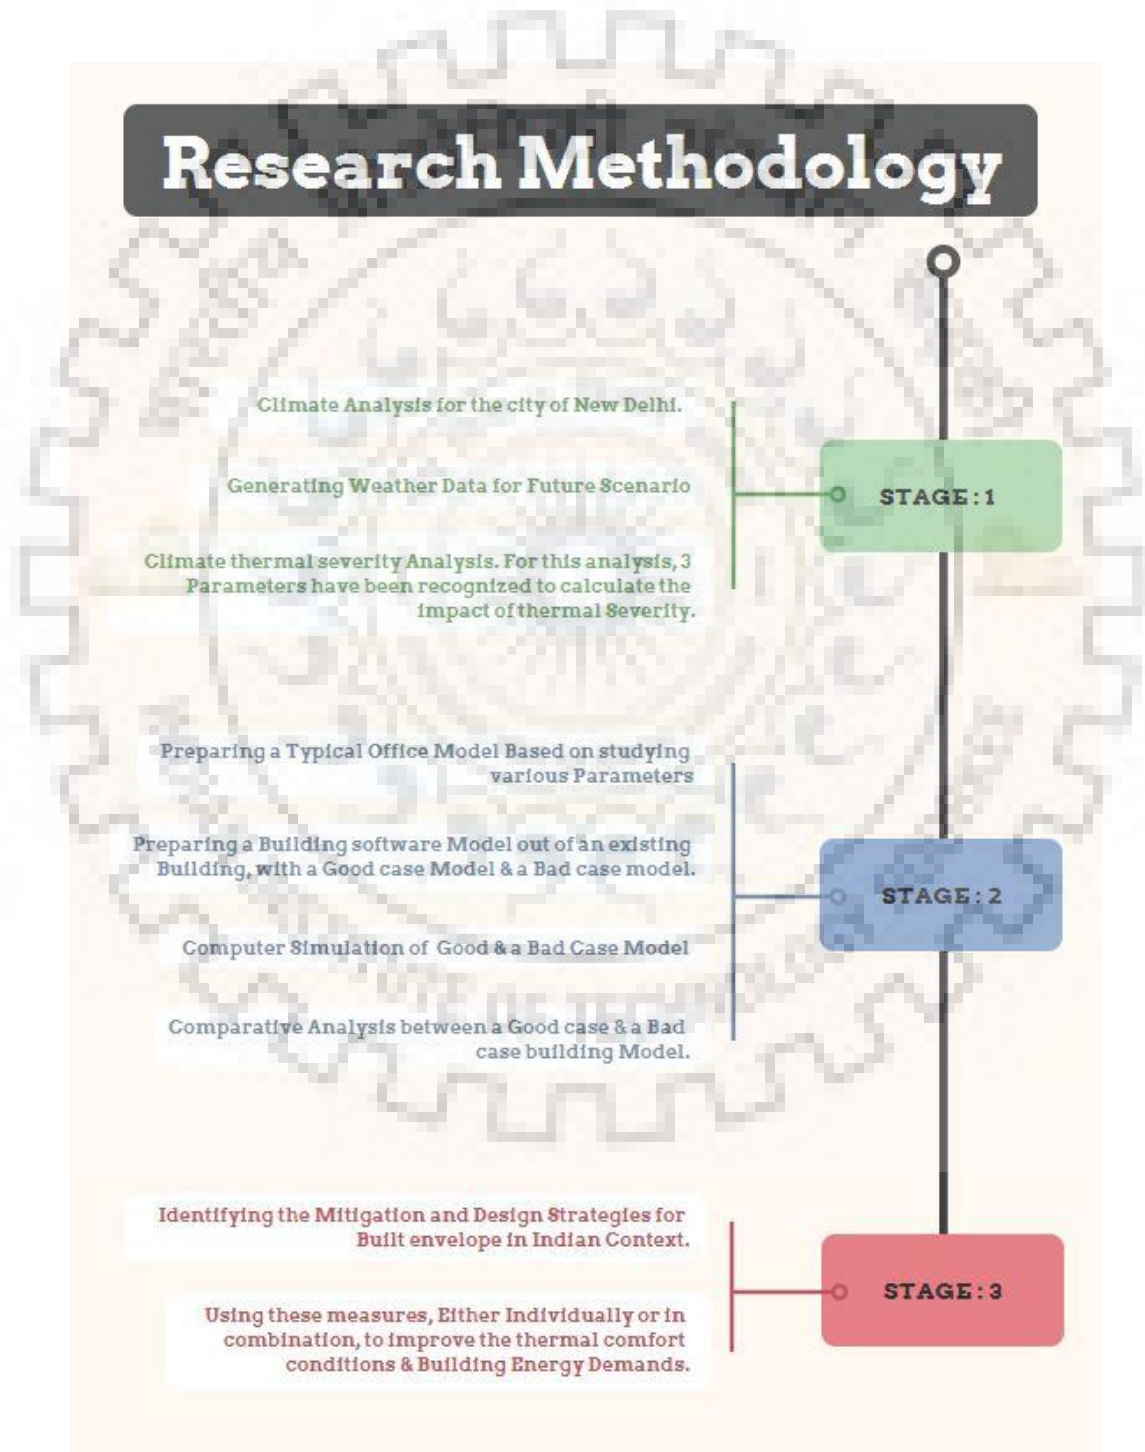 Research Methodology
Climate Analysis for the city of New Delhi.
Generating Weather Data for Future Scenario
Climate thermal severity Analysis. For this analysis, 3
Parameters have been recognized to calculate the
impact of thermal Severity.
STAGE : 1
Preparing a Typical Office Model Based on studying
various Parameters
Preparing a Building software Model out of an existing
Building, with a Good case Model & a Bad case model.
Computer Simulation of Good & a Bad Case Model
Comparative Analysis between a Good case & a Bad
case building Model.
STAGE : 2
Identifying the Mitigation and Design Strategies for
Built envelope in Indian Context.
Using these measures, Either Individually or in
combination, to improve the thermal comfort
conditions & Building Energy Demands.
STAGE : 3
OF TECHNOLOGY